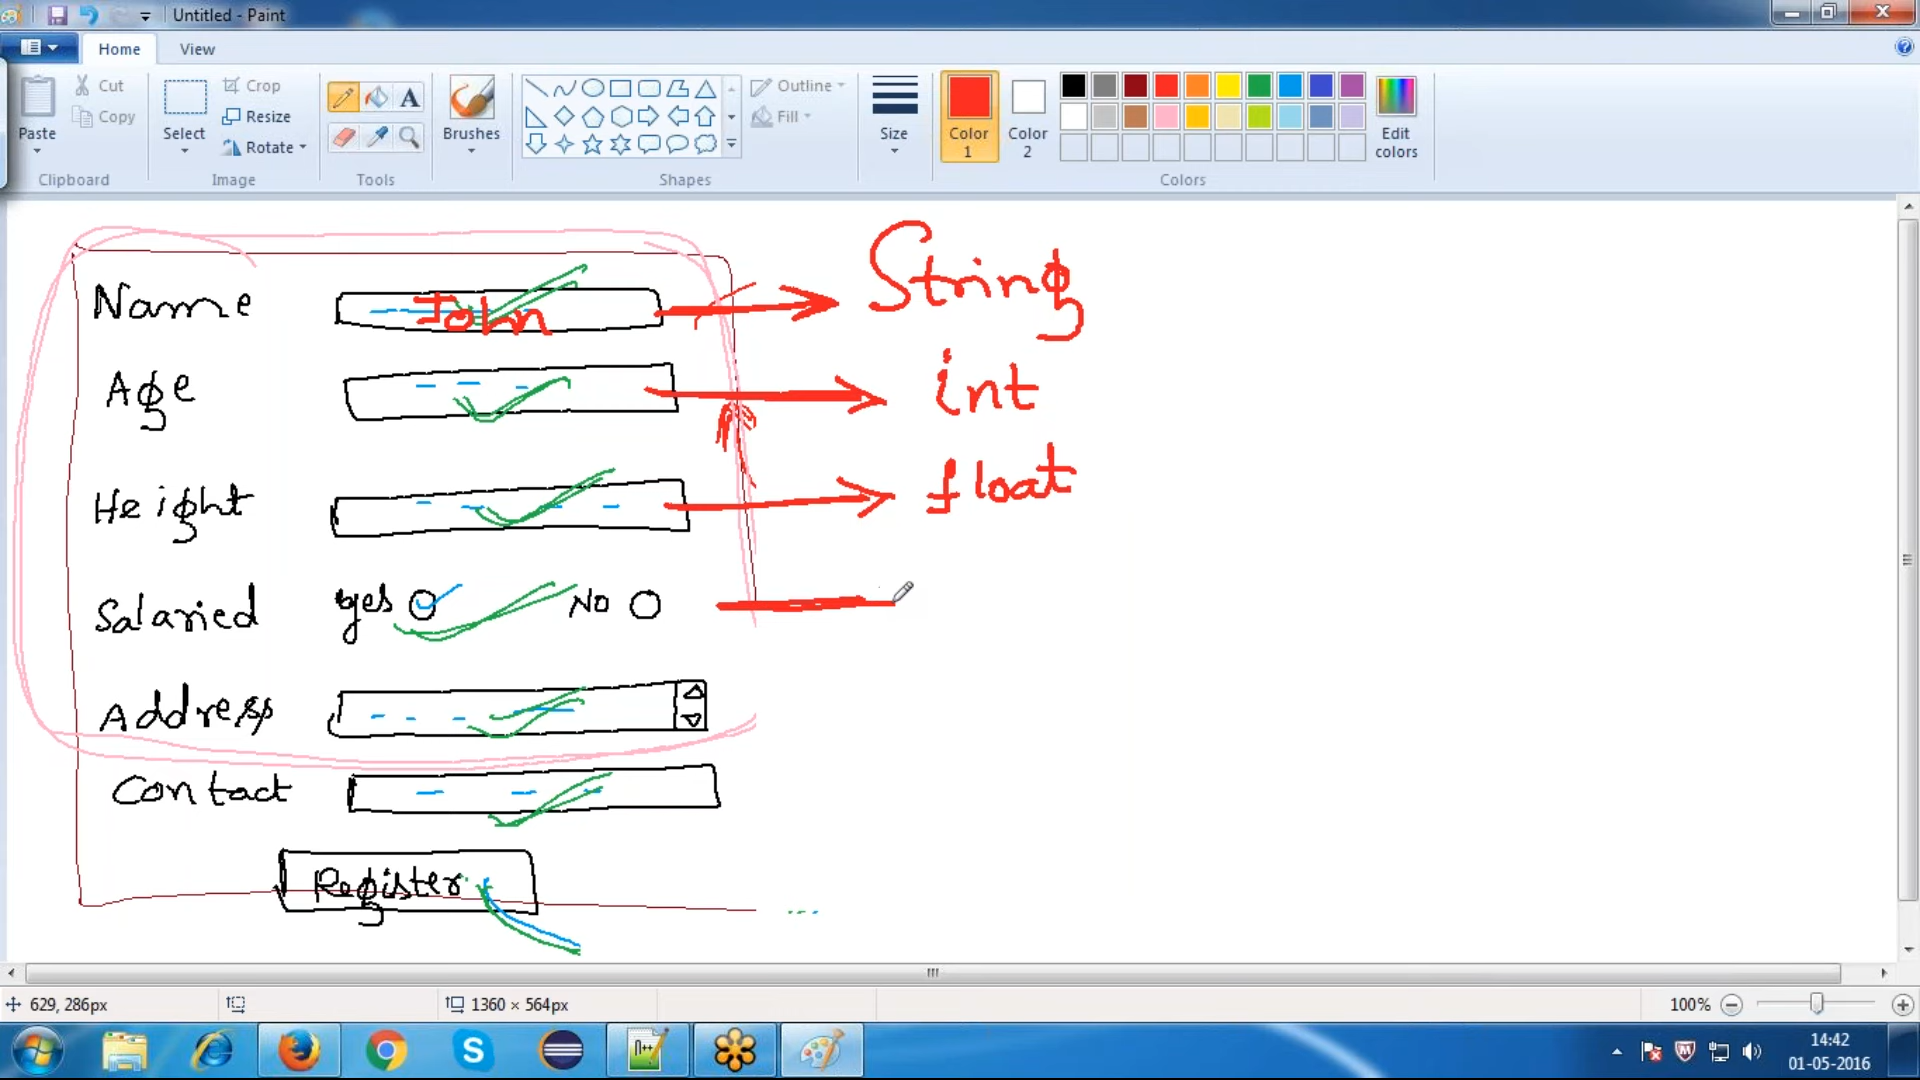 Untitled - Paint
Home View
Paste
Cut
Copy
Clipboard
Select
Crop
Resize
Rotate
Image
A
Tools
Brushes
Outline
Fill
Shapes
Size
Color 1
Color 2
Edit colors
Colors
Name John String
Age int
Height float
Salaried yes No
Address
Contact
Register
629, 286px
1360 × 564px
100%
14:42
01-05-2016